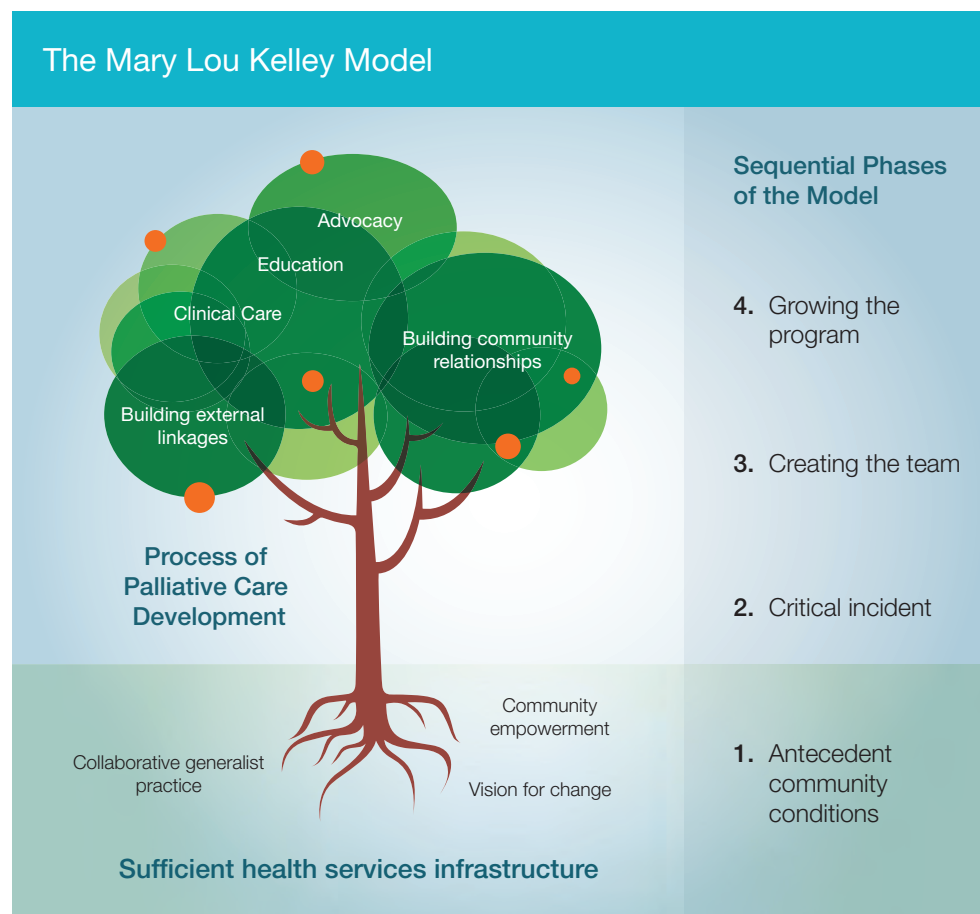 The Mary Lou Kelley Model
Advocacy
Education
Clinical Care
Building community
relationships
Building external
linkages
Process of
Palliative Care
Development
Community
empowerment
Collaborative generalist
practice
Vision for change
Sufficient health services infrastructure
Sequential Phases
of the Model
4. Growing the
program
3. Creating the team
2. Critical incident
1. Antecedent
community
conditions